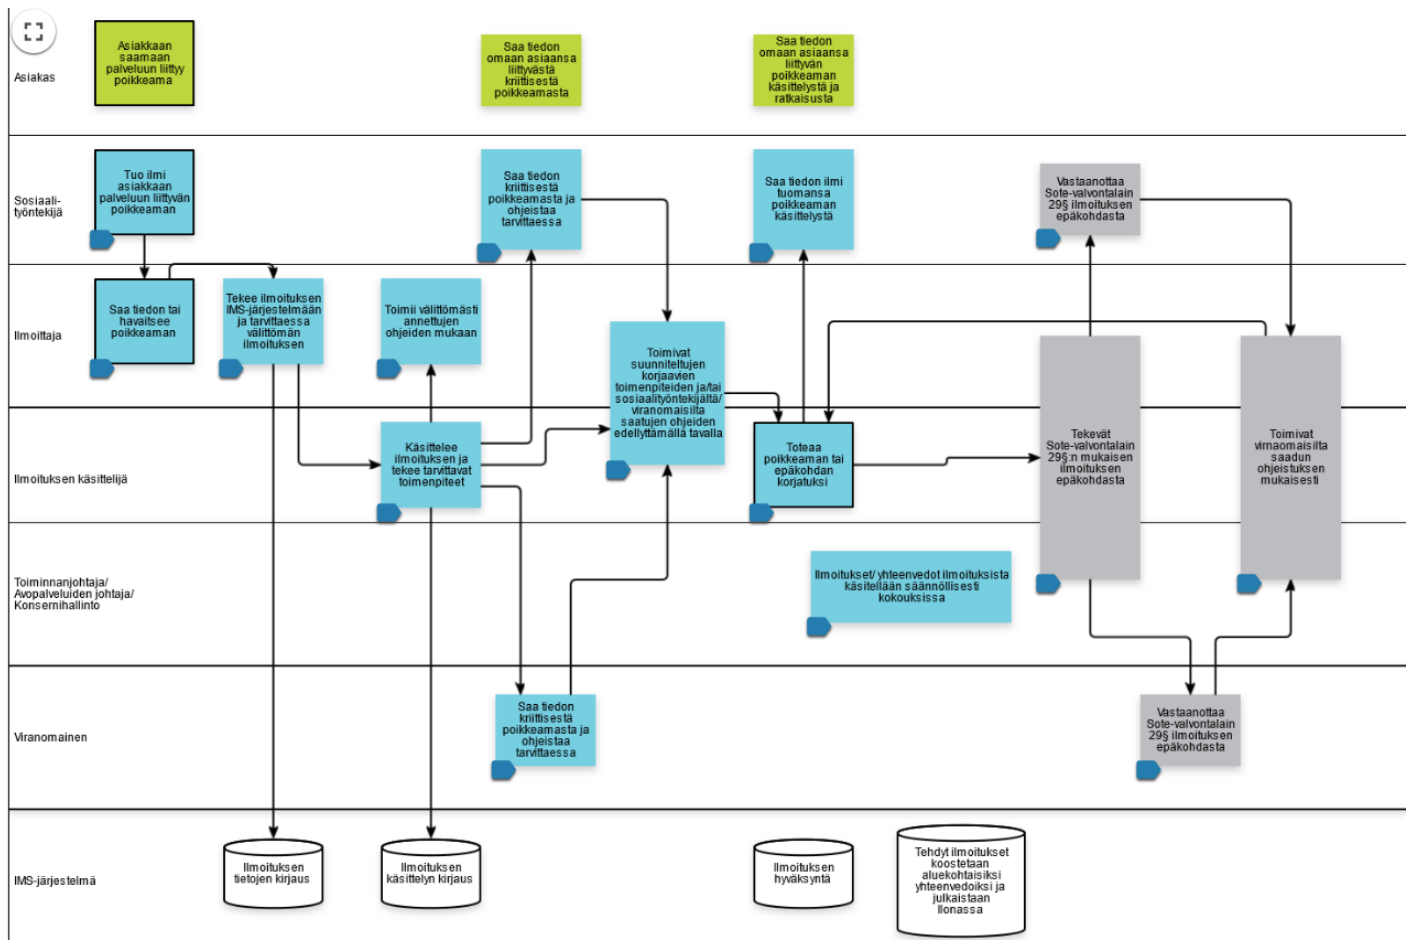 Asiakas
Asiakkaan
saamaan
palveluun liittyy
poikkeama
Saa tiedon
omaan asiaansa
liittyvästä
kriittisestä
poikkeamasta
Saa tiedon
omaan asiaansa
liittyvän
poikkeaman
käsittelystä ja
ratkaisusta
Sosiaali-
työntekijä
Tuo ilmi
asiakkaan
palveluun liittyvän
poikkeaman
Saa tiedon
kriittisestä
poikkeamasta ja
ohjeistaa
tarvittaessa
Saa tiedon ilmi
tuomansa
poikkeaman
käsittelystä
Vastaanottaa
Sote-valvontalain
29§ ilmoituksen
epäkohdasta
Ilmoittaja
Saa tiedon tai
havaitsee
poikkeaman
Tekee ilmoituksen
IMS-järjestelmään
ja tarvittaessa
välittömän
ilmoituksen
Toimii välittömästi
annettujen
ohjeiden mukaan
Toimivat
suunniteltujen
korjaavien
toimenpiteiden ja/tai
sosiaalityöntekijältä/
viranomaisilta
saatujen ohjeiden
edellyttämällä tavalla
Ilmoituksen käsittelijä
Käsittelee
ilmoituksen ja
tekee tarvittavat
toimenpiteet
Toteaa
poikkeaman tai
epäkohdan
korjatuksi
Tekevät
Sote-valvontalain
29§:n mukaisen
ilmoituksen
epäkohdasta
Toimivat
virnaomaisilta
saadun
ohjeistuksen
mukaisesti
Toiminnanjohtaja/
Avopalveluiden johtaja/
Konsernihallinto
Ilmoitukset/ yhteenvedot ilmoituksista
käsitellään säännöllisesti
kokouksissa
Viranomainen
Saa tiedon
kriittisestä
poikkeamasta ja
ohjeistaa
tarvittaessa
Vastaanottaa
Sote-valvontalain
29§ ilmoituksen
epäkohdasta
IMS-järjestelmä
Ilmoituksen
tietojen kirjaus
Ilmoituksen
käsittelyn kirjaus
Ilmoituksen
hyväksyntä
Tehdyt ilmoitukset
koostetaan
aluekohtaisiksi
yhteenvedoiksi ja
julkaistaan
Ilonassa